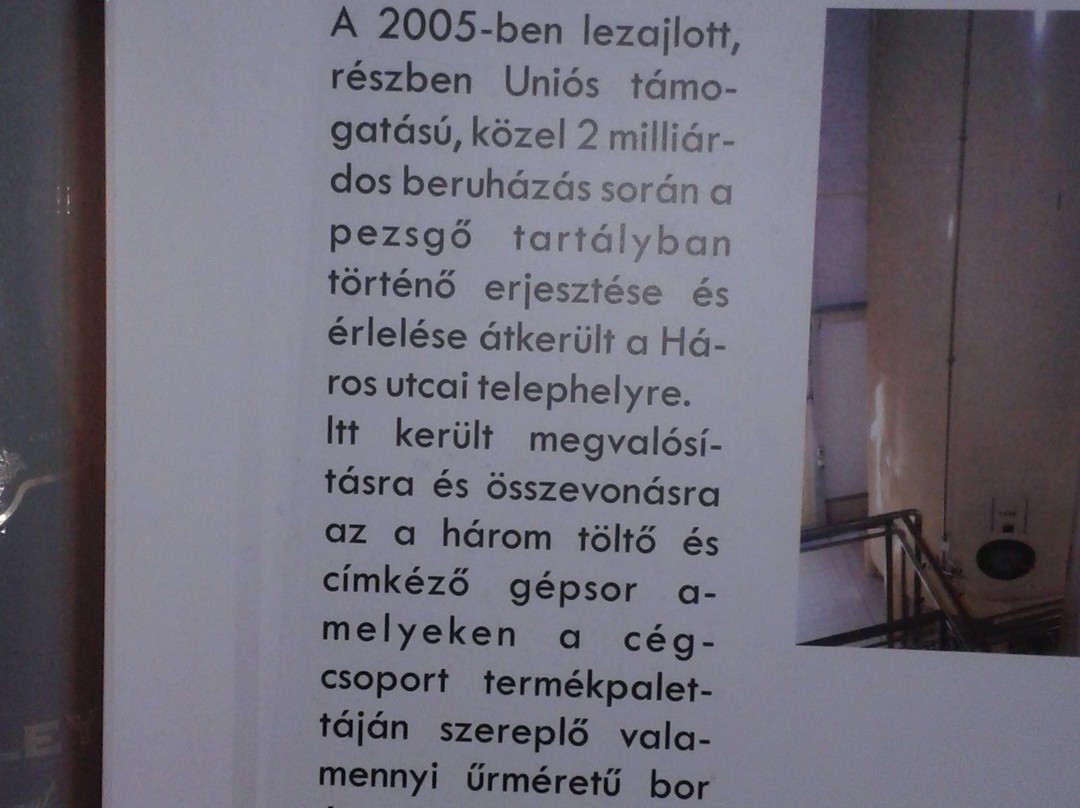 A 2005-ben lezajlott,
részben Uniós támo-
gatású, közel 2 milliár-
dos beruházás során a
pezsgő tartályban
történő erjesztése és
érlelése átkerült a Há-
ros utcai telephelyre.
Itt került megvalósí-
tásra és összevonásra
az a három töltő és
címkéző gépsor a-
melyeken a cég-
csoport termékpalet-
táján szereplő vala-
mennyi űrméretű bor